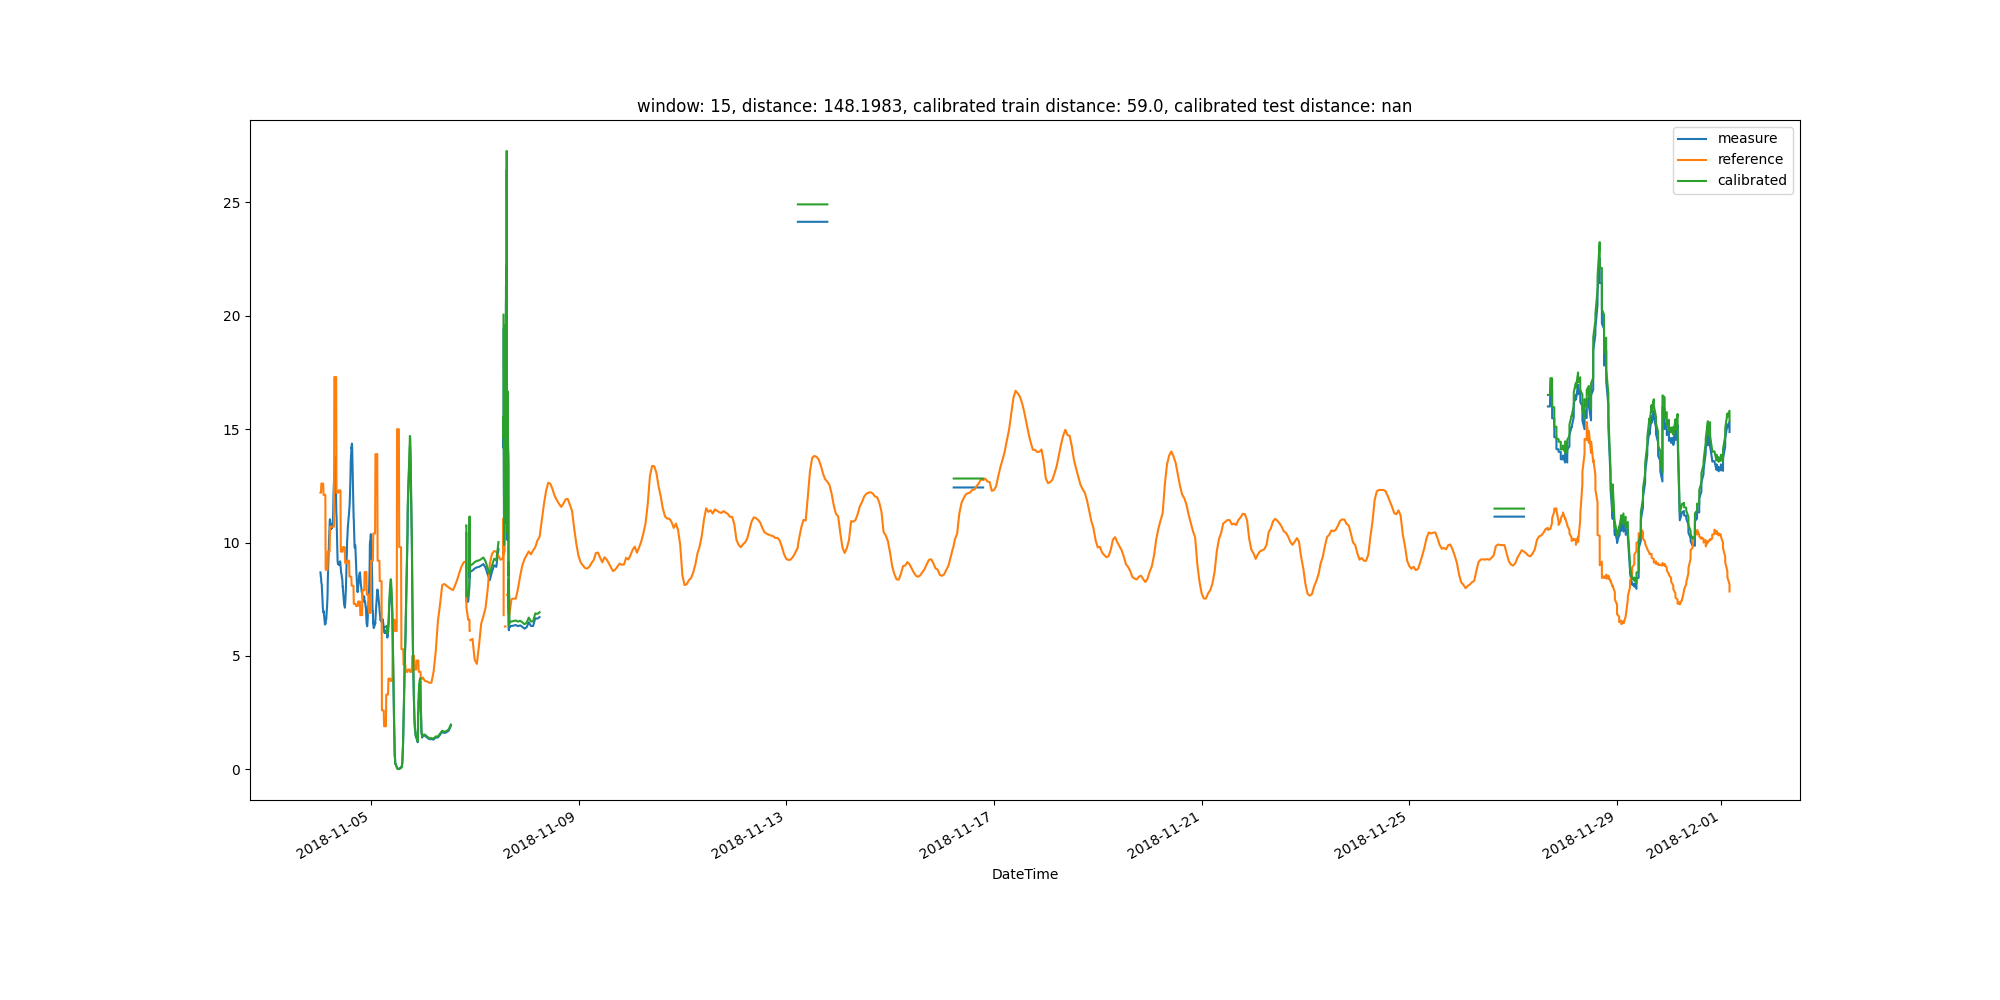 window: 15, distance: 148.1983, calibrated train distance: 59.0, calibrated test distance: nan
measure
reference
calibrated
25
20
15
10
5
0
2018-11-05
2018-11-09
2018-11-13
2018-11-17
2018-11-21
2018-11-25
2018-11-29
2018-12-01
DateTime